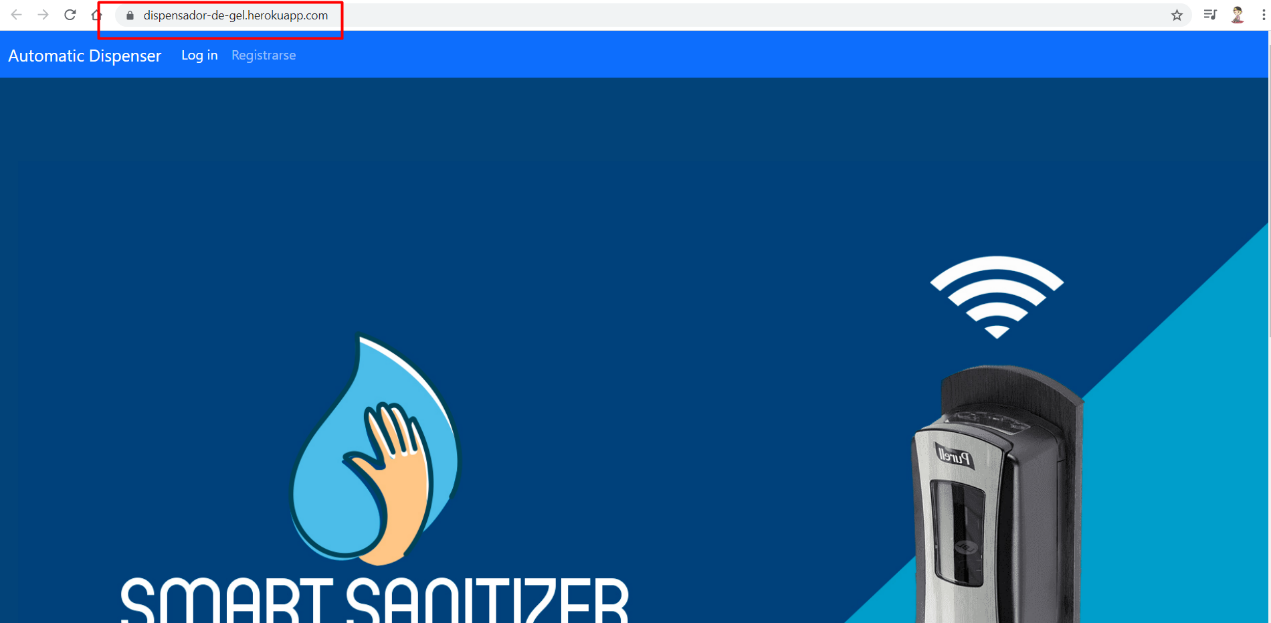 dispensador-de-gel.herokuapp.com
Automatic Dispenser Log in Registrarse
Purell
SMART SANITIZER